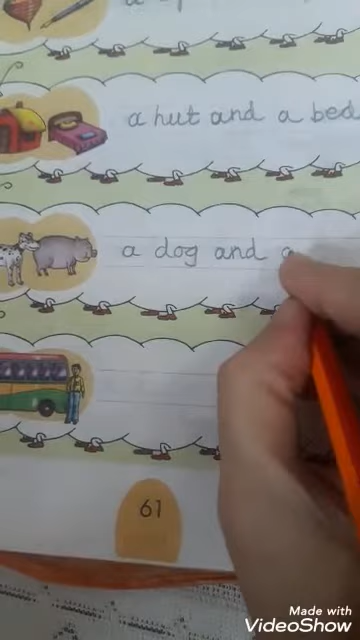 a hut and a bed
a dog and a
61
Made with
VideoShow